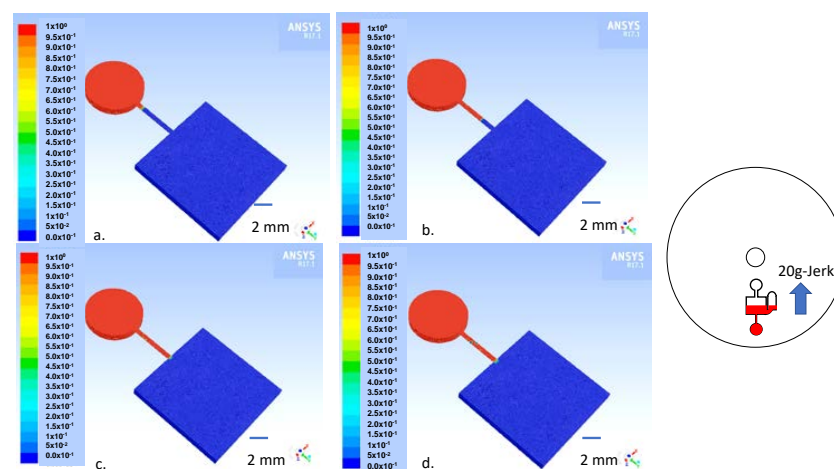 1x10⁰
9.5x10⁻¹
9.0x10⁻¹
8.5x10⁻¹
8.0x10⁻¹
7.5x10⁻¹
7.0x10⁻¹
6.5x10⁻¹
6.0x10⁻¹
5.5x10⁻¹
5.0x10⁻¹
4.5x10⁻¹
4.0x10⁻¹
3.5x10⁻¹
3.0x10⁻¹
2.5x10⁻¹
2.0x10⁻¹
1.5x10⁻¹
1x10⁻¹
5x10⁻²
0.0x10⁻¹
ANSYS
R17.1
a.
2 mm
1x10⁰
9.5x10⁻¹
9.0x10⁻¹
8.5x10⁻¹
8.0x10⁻¹
7.5x10⁻¹
7.0x10⁻¹
6.5x10⁻¹
6.0x10⁻¹
5.5x10⁻¹
5.0x10⁻¹
4.5x10⁻¹
4.0x10⁻¹
3.5x10⁻¹
3.0x10⁻¹
2.5x10⁻¹
2.0x10⁻¹
1.5x10⁻¹
1x10⁻¹
5x10⁻²
0.0x10⁻¹
ANSYS
R17.1
b.
2 mm
1x10⁰
9.5x10⁻¹
9.0x10⁻¹
8.5x10⁻¹
8.0x10⁻¹
7.5x10⁻¹
7.0x10⁻¹
6.5x10⁻¹
6.0x10⁻¹
5.5x10⁻¹
5.0x10⁻¹
4.5x10⁻¹
4.0x10⁻¹
3.5x10⁻¹
3.0x10⁻¹
2.5x10⁻¹
2.0x10⁻¹
1.5x10⁻¹
1x10⁻¹
5x10⁻²
0.0x10⁻¹
ANSYS
R17.1
c.
2 mm
1x10⁰
9.5x10⁻¹
9.0x10⁻¹
8.5x10⁻¹
8.0x10⁻¹
7.5x10⁻¹
7.0x10⁻¹
6.5x10⁻¹
6.0x10⁻¹
5.5x10⁻¹
5.0x10⁻¹
4.5x10⁻¹
4.0x10⁻¹
3.5x10⁻¹
3.0x10⁻¹
2.5x10⁻¹
2.0x10⁻¹
1.5x10⁻¹
1x10⁻¹
5x10⁻²
0.0x10⁻¹
ANSYS
R17.1
d.
2 mm
20g-Jerk